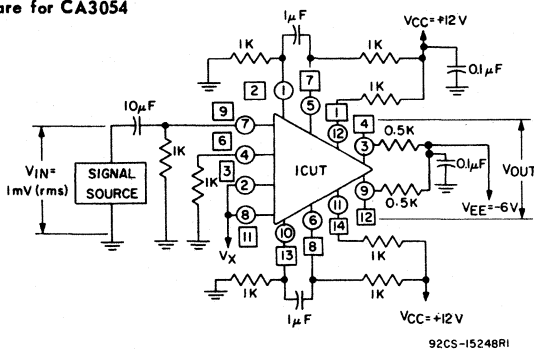 are for CA3054
1μF
VCC=+12V
1K
1K
0.1μF
1K
2
7
1
5
1
12
4
10μF
9
7
6
4
3
2
8
11
1K
1K
ICUT
3
0.5K
0.1μF
9
0.5K
12
VIN=
1mV(rms)
SIGNAL
SOURCE
VOUT
VEE=-6V
VX
10
13
6
8
11
14
1K
1K
1K
1μF
VCC=+12V
92CS-15248R1